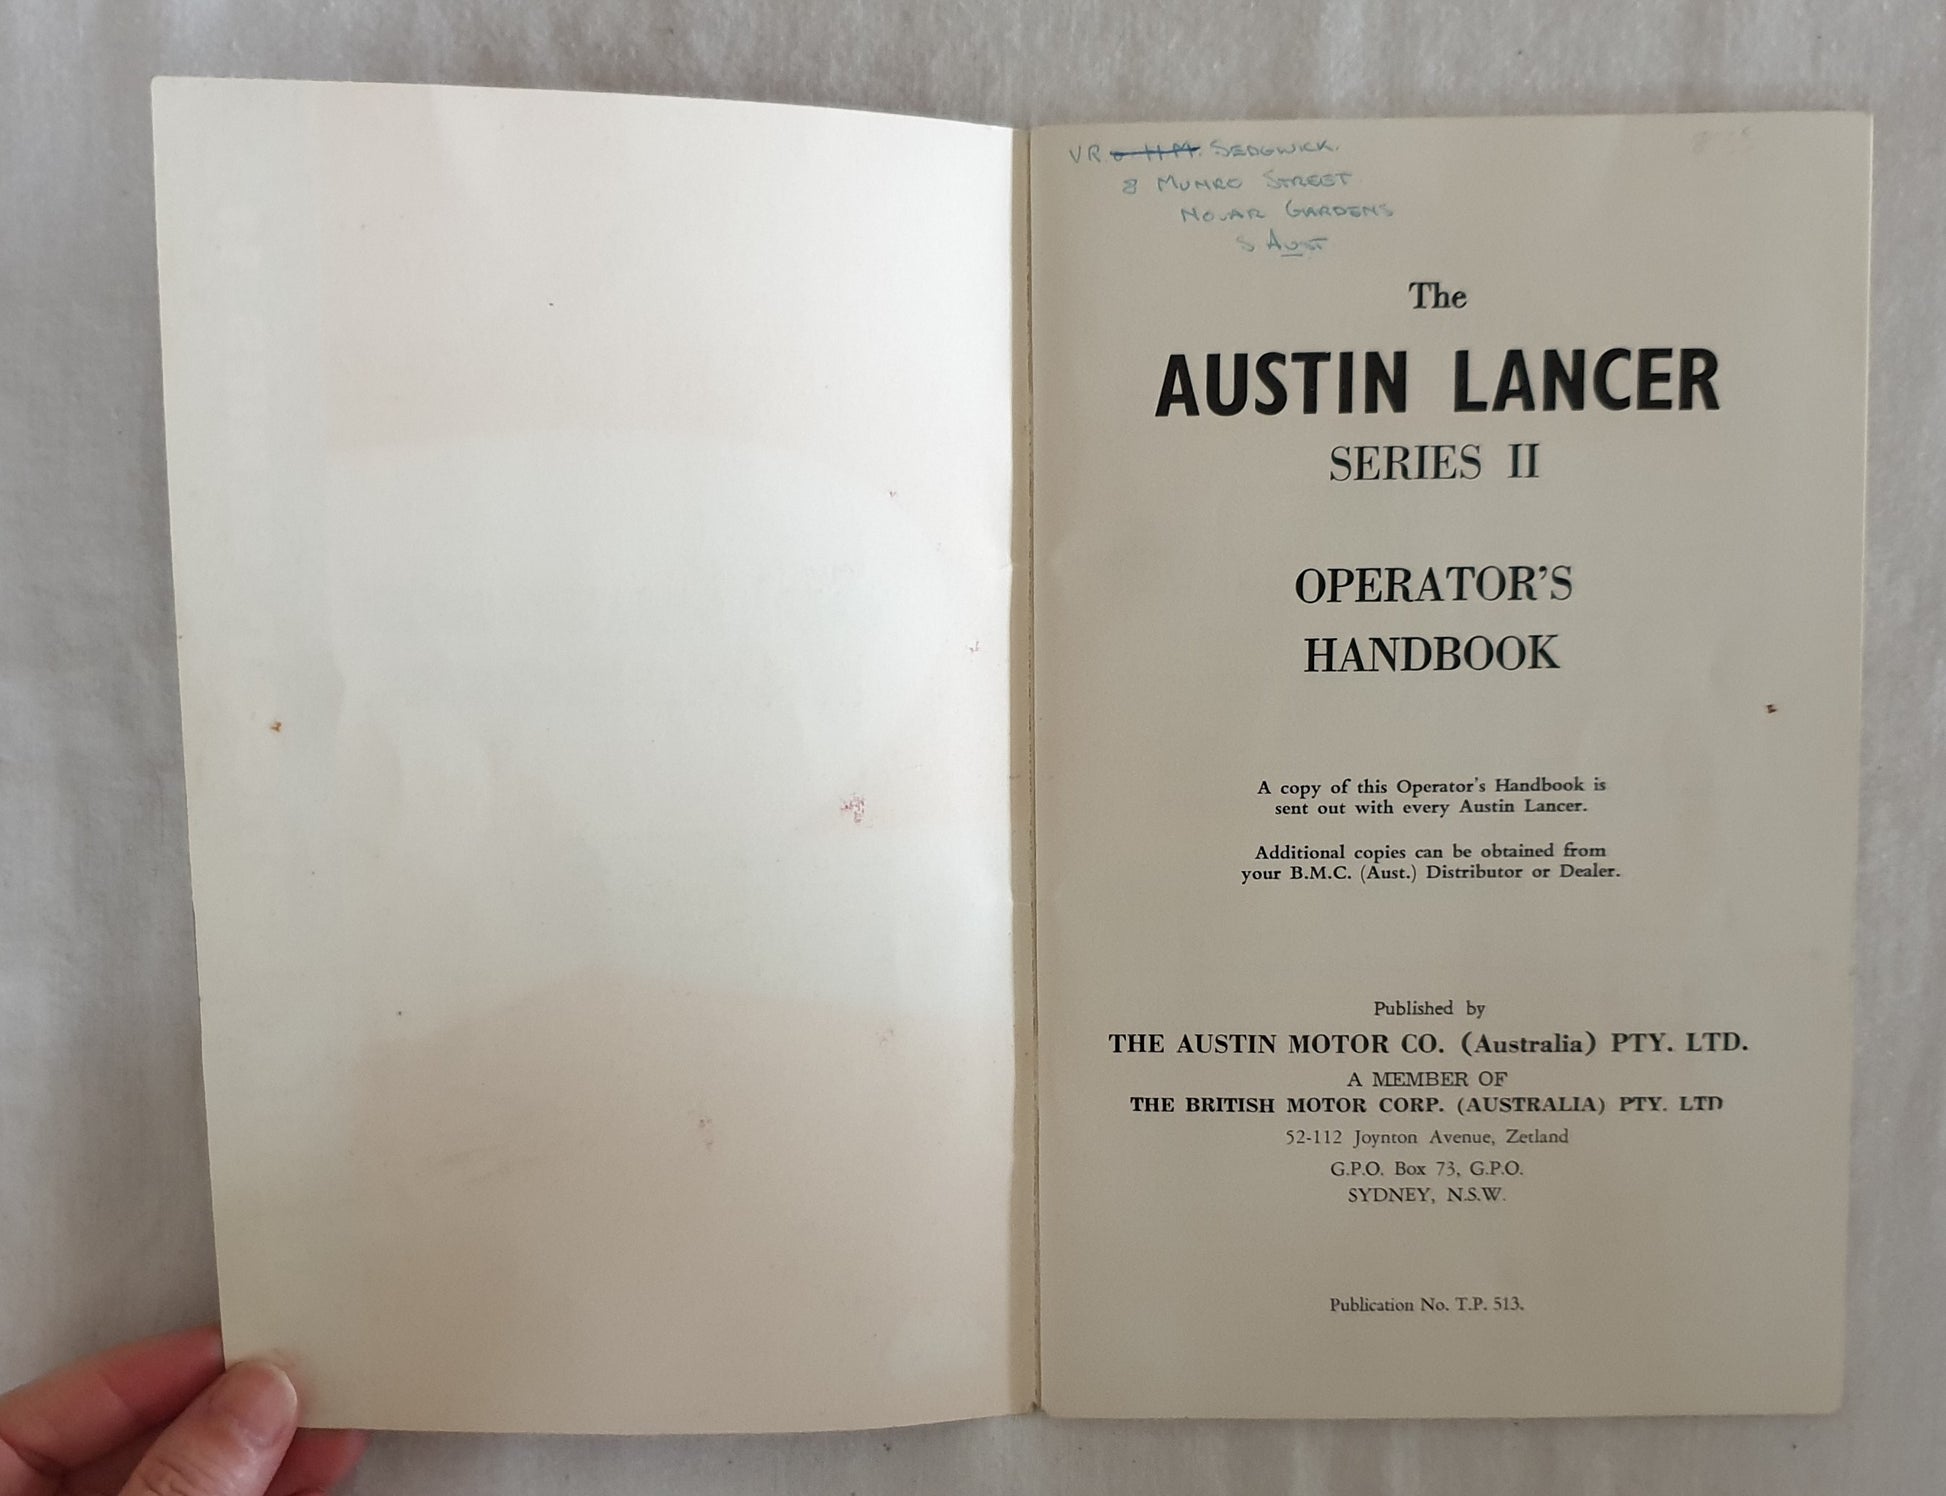 VR. & H.M. SEDGWICK.
8 MUNRO STREET
NOVAR GARDENS
S AUST
The
AUSTIN LANCER
SERIES II
OPERATOR'S
HANDBOOK
A copy of this Operator's Handbook is
sent out with every Austin Lancer.
Additional copies can be obtained from
your B.M.C. (Aust.) Distributor or Dealer.
Published by
THE AUSTIN MOTOR CO. (Australia) PTY. LTD.
A MEMBER OF
THE BRITISH MOTOR CORP. (AUSTRALIA) PTY. LTD
52-112 Joynton Avenue, Zetland
G.P.O. Box 73, G.P.O.
SYDNEY, N.S.W.
Publication No. T.P. 513.